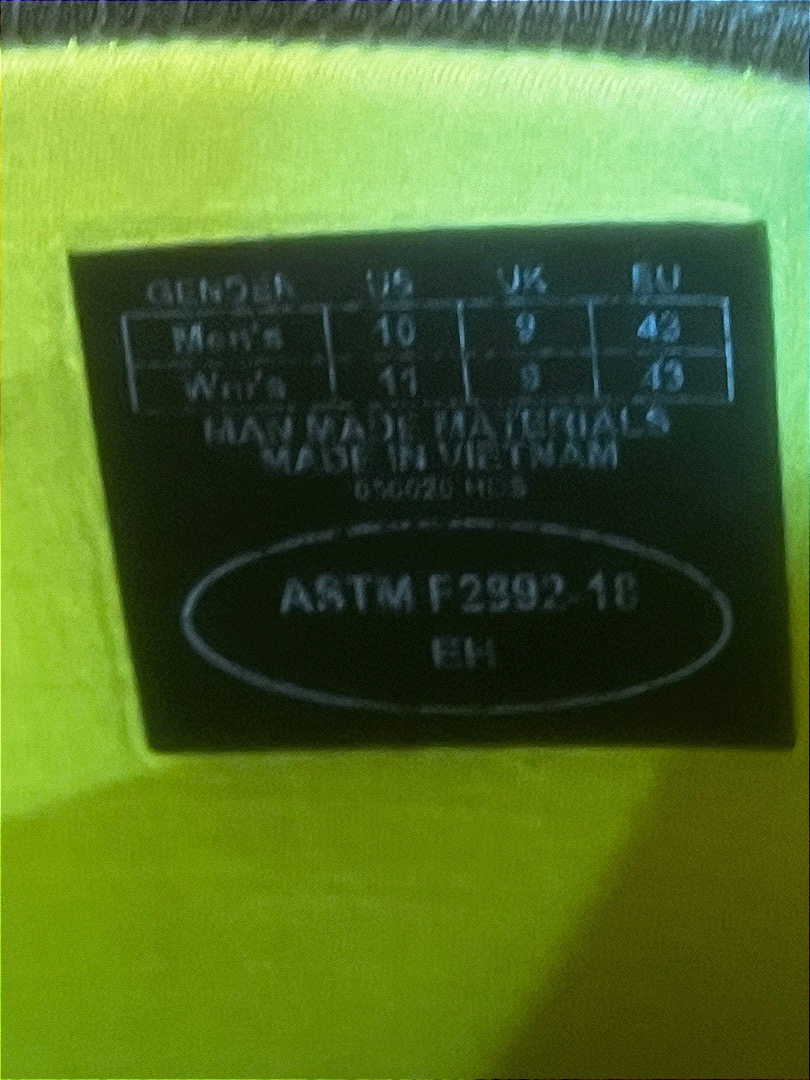 GENDER US UK EU
Men's 10 9 43
Wm's 11 9 43
MAN MADE MATERIALS
MADE IN VIETNAM
ASTM F2892-18
EH